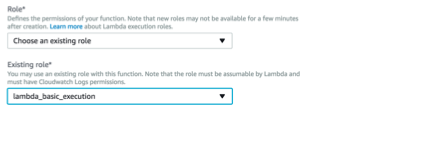 Role*
Defines the permissions of your function. Note that new roles may not be available for a few minutes
after creation. Learn more about Lambda execution roles.
Choose an existing role
Existing role*
You may use an existing role with this function. Note that the role must be assumable by Lambda and
must have Cloudwatch Logs permissions.
lambda_basic_execution